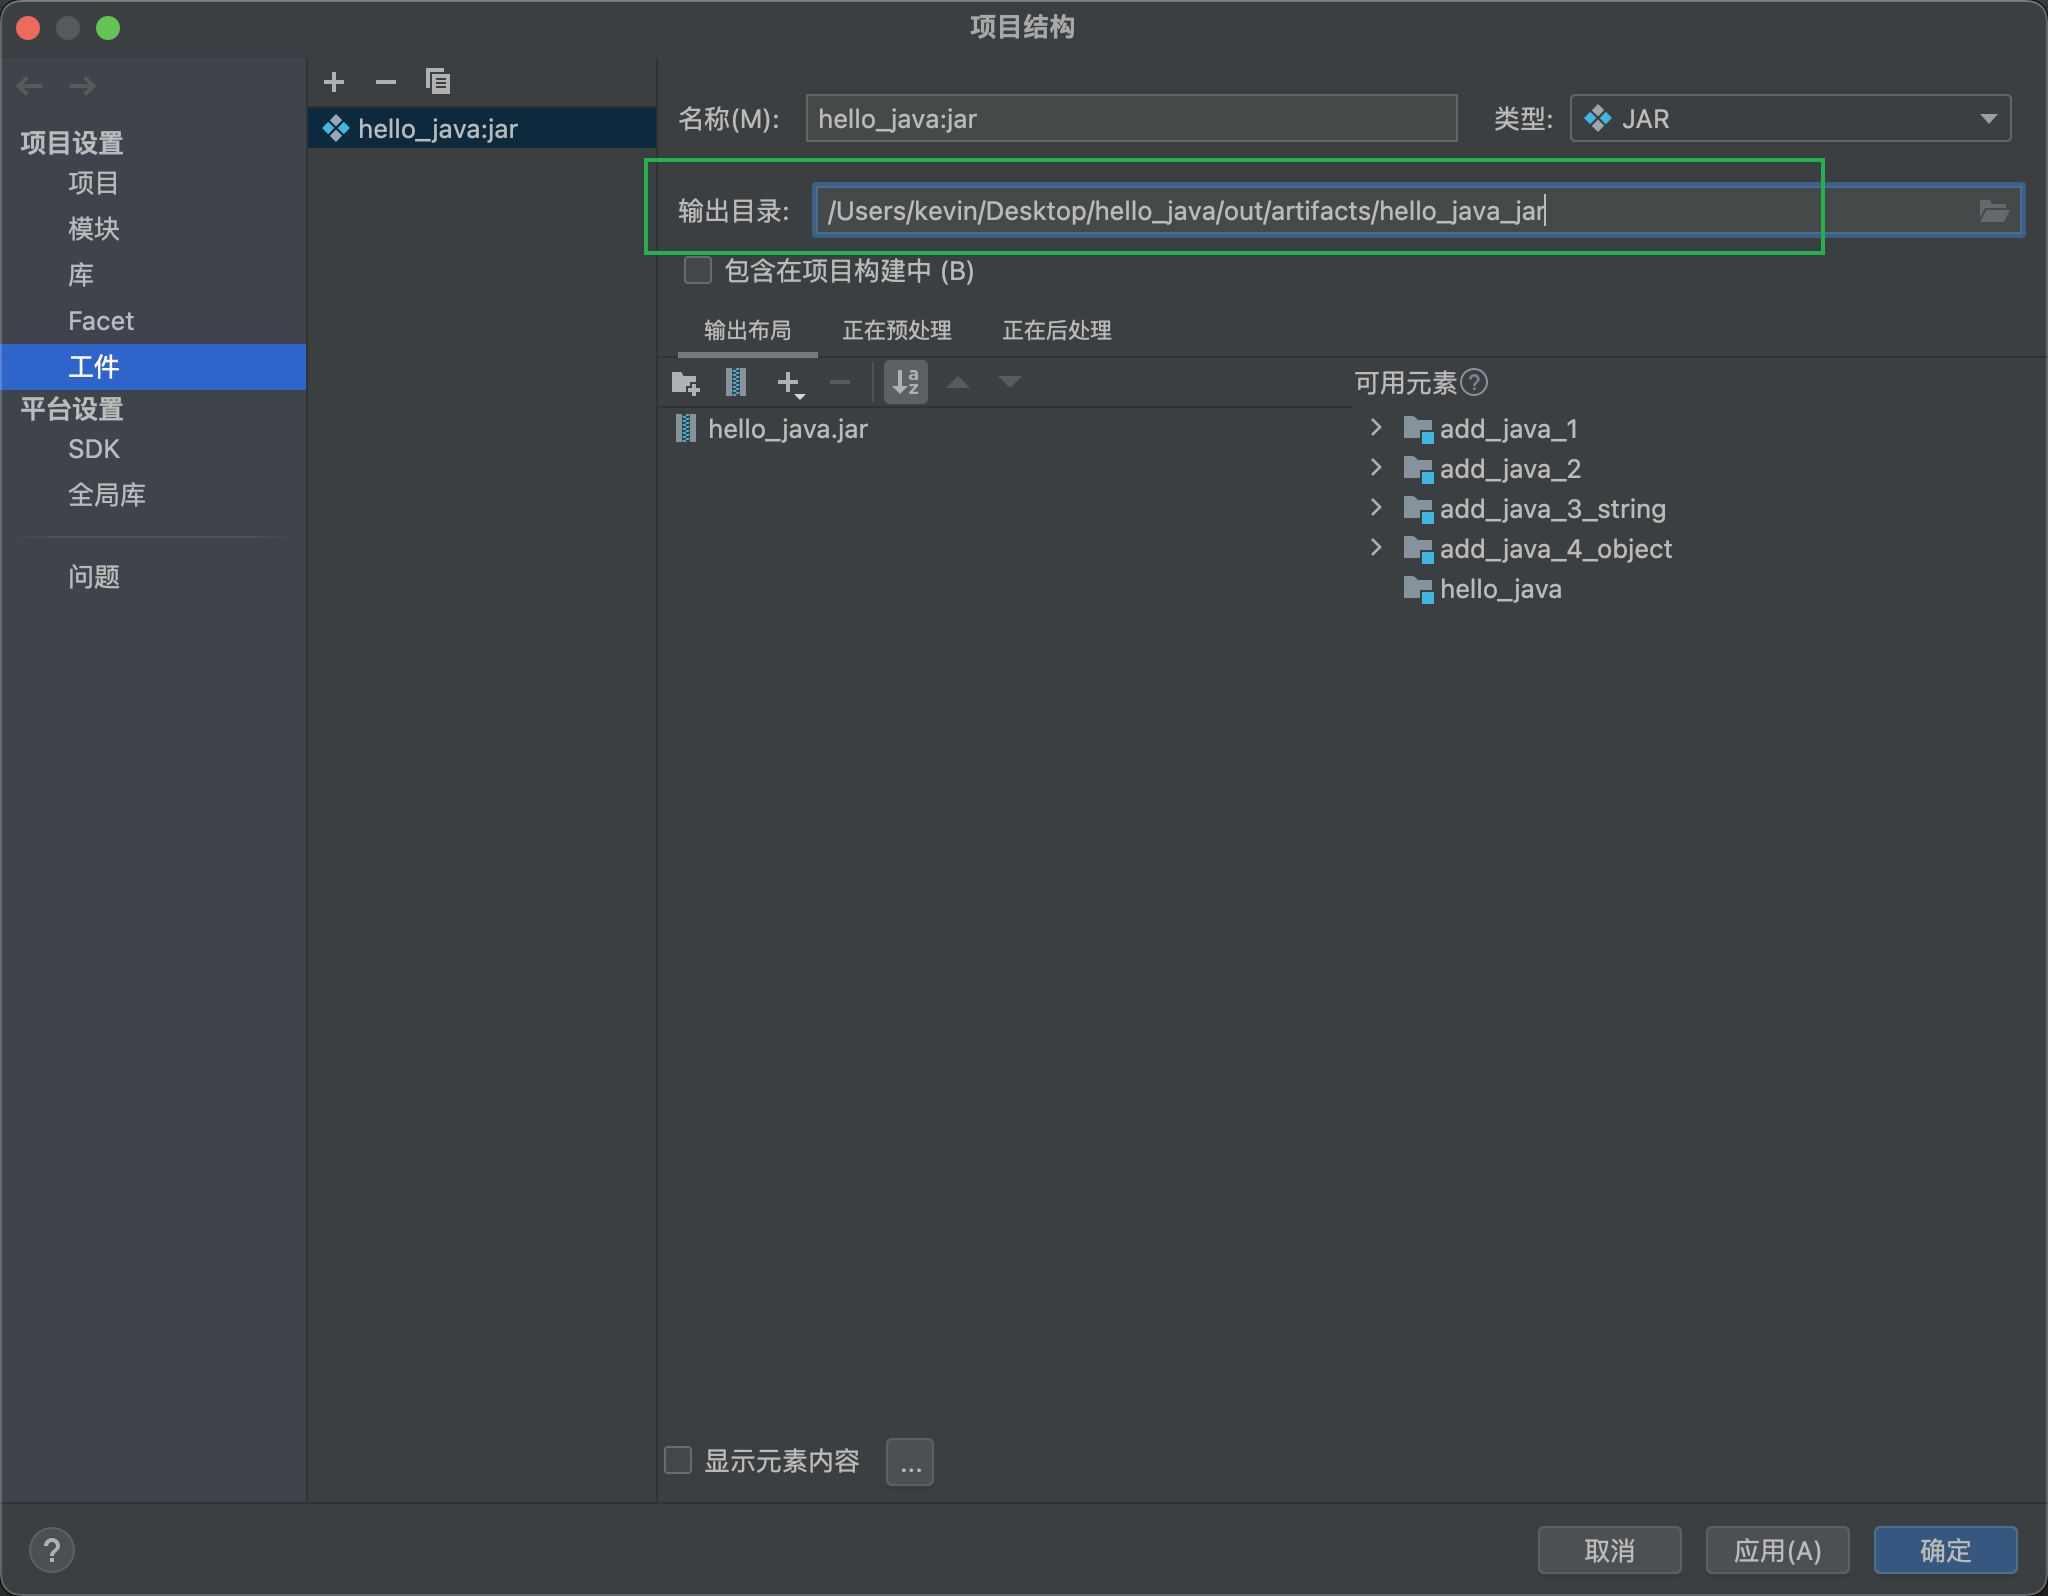 项目结构
项目设置
项目
模块
库
Facet
工件
平台设置
SDK
全局库
问题
hello_java:jar
名称(M): hello_java:jar 类型: JAR
输出目录: /Users/kevin/Desktop/hello_java/out/artifacts/hello_java_jar
包含在项目构建中 (B)
输出布局 正在预处理 正在后处理
az
可用元素?
hello_java.jar
add_java_1
add_java_2
add_java_3_string
add_java_4_object
hello_java
显示元素内容 ...
? 取消 应用(A) 确定